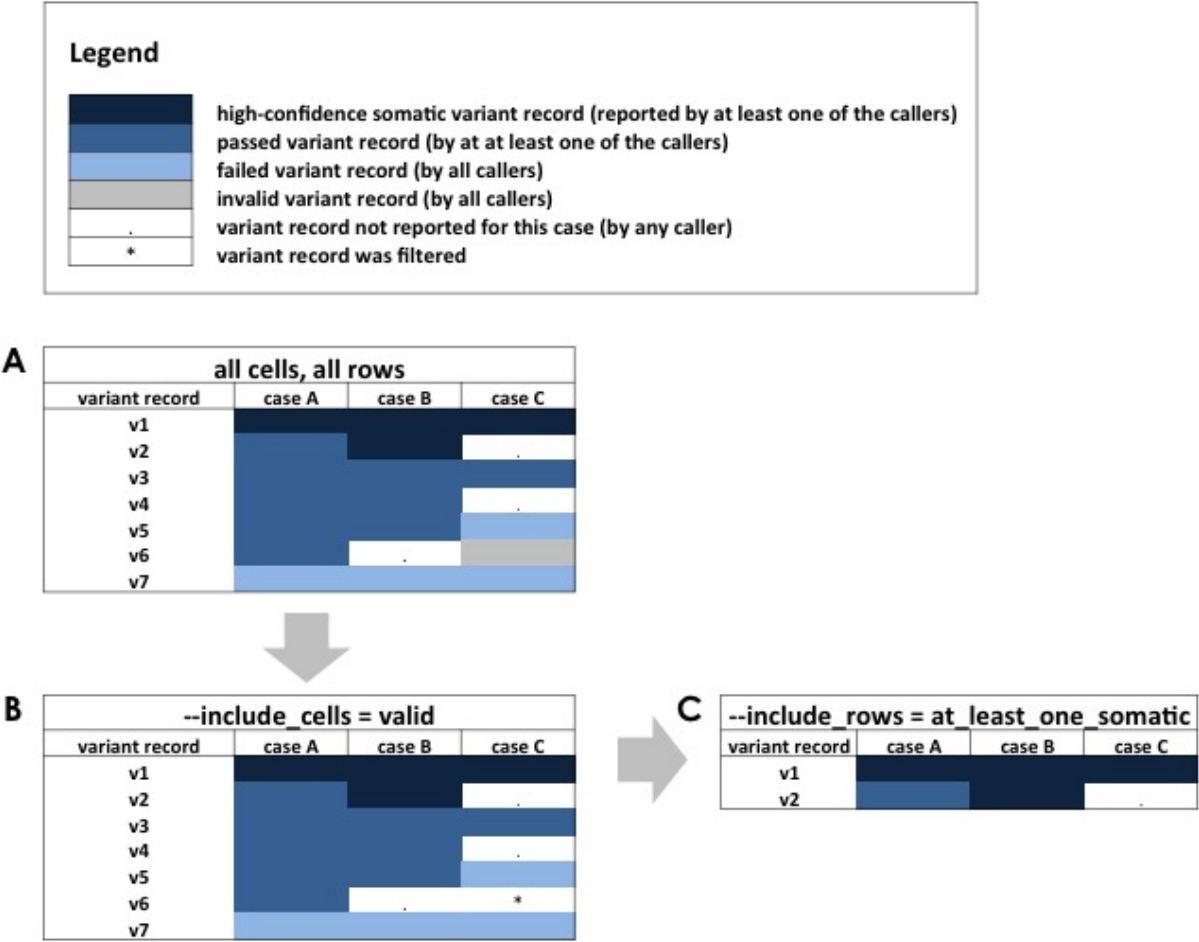 Legend
high-confidence somatic variant record (reported by at least one of the callers)
passed variant record (by at at least one of the callers)
failed variant record (by all callers)
invalid variant record (by all callers)
. variant record not reported for this case (by any caller)
* variant record was filtered
A
all cells, all rows
variant record case A case B case C
v1
v2 .
v3
v4 .
v5
v6 .
v7
B
--include_cells = valid
variant record case A case B case C
v1
v2 .
v3
v4 .
v5
v6 . *
v7
C
--include_rows = at_least_one_somatic
variant record case A case B case C
v1
v2 .